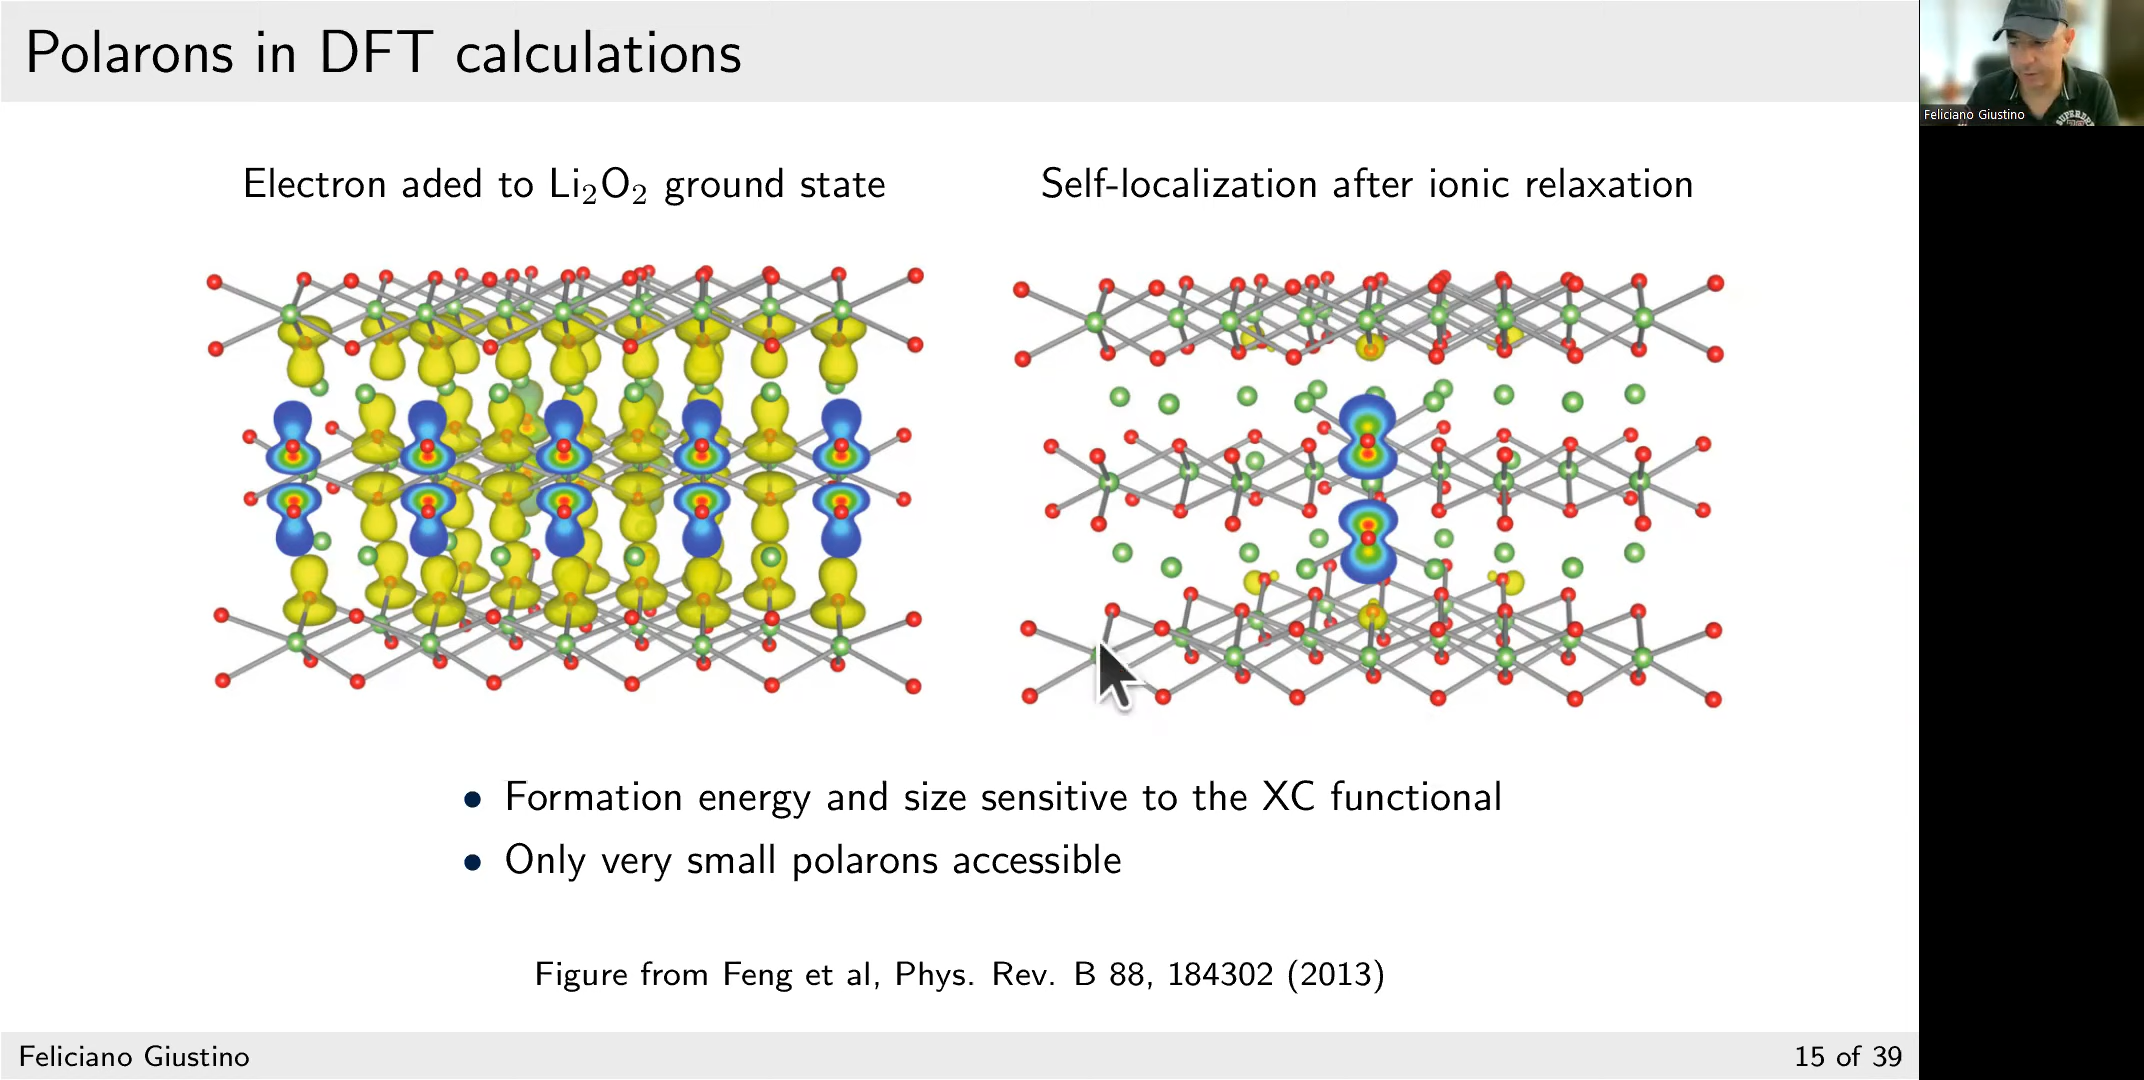 Polarons in DFT calculations
Feliciano Giustino
Electron aded to Li₂O₂ ground state
Self-localization after ionic relaxation
• Formation energy and size sensitive to the XC functional
• Only very small polarons accessible
Figure from Feng et al, Phys. Rev. B 88, 184302 (2013)
Feliciano Giustino
15 of 39